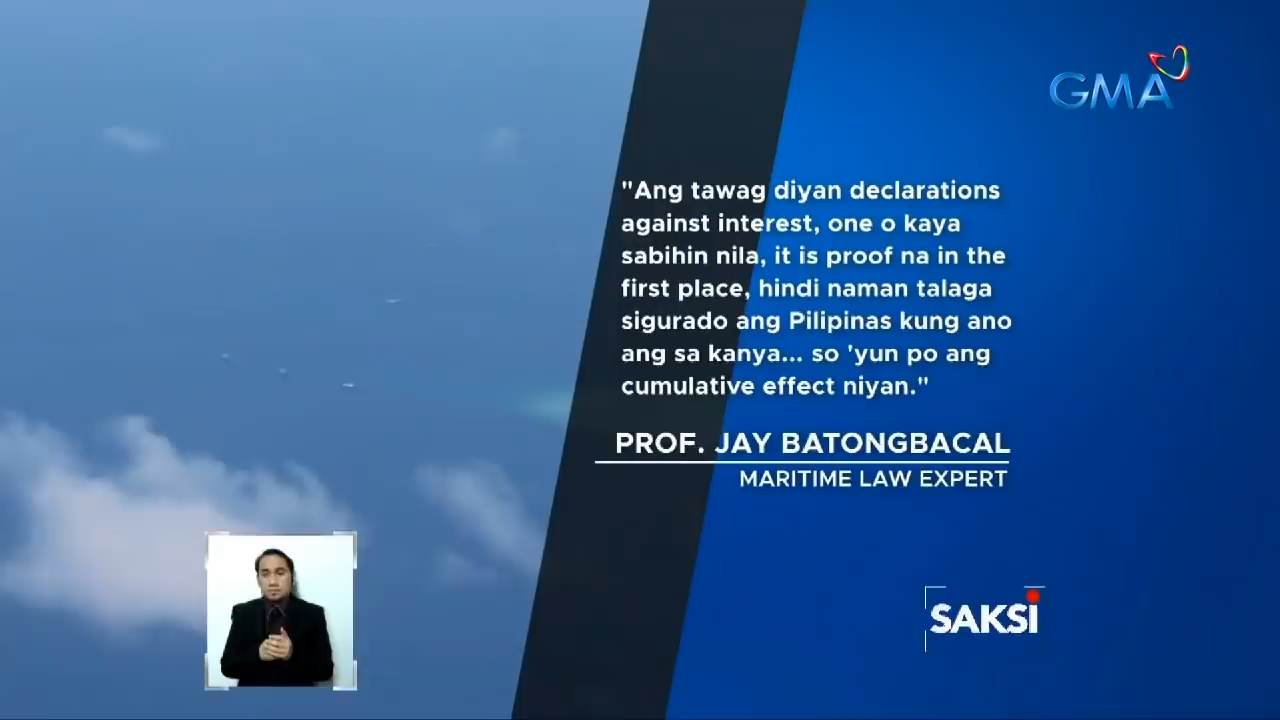 GMA
"Ang tawag diyan declarations
against interest, one o kaya
sabihin nila, it is proof na in the
first place, hindi naman talaga
sigurado ang Pilipinas kung ano
ang sa kanya... so 'yun po ang
cumulative effect niyan."
PROF. JAY BATONGBACAL
MARITIME LAW EXPERT
SAKSI